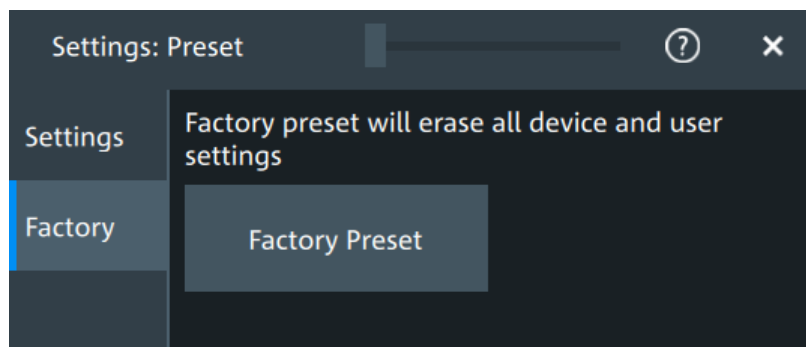 Settings: Preset
?
×
Settings
Factory
Factory preset will erase all device and user
settings
Factory Preset